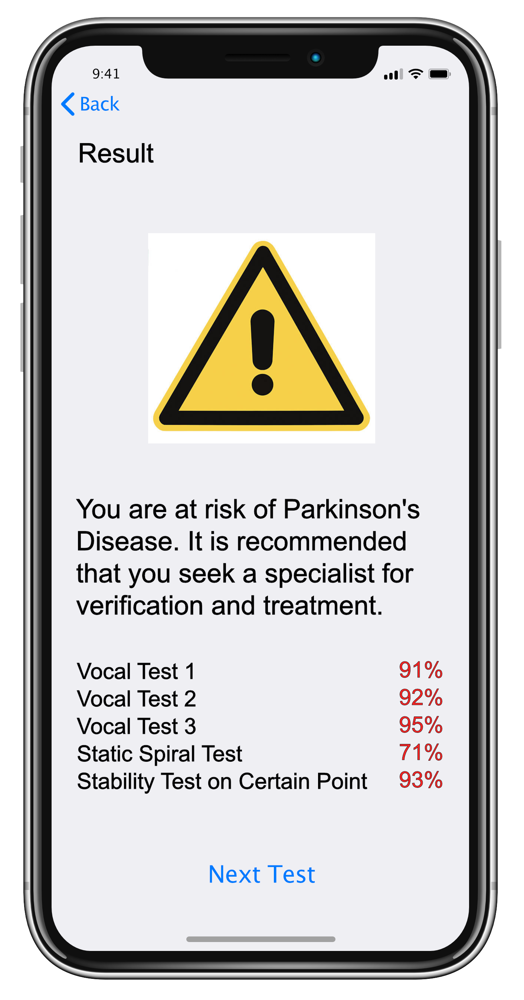 9:41
Back
Result
You are at risk of Parkinson's
Disease. It is recommended
that you seek a specialist for
verification and treatment.
Vocal Test 1 91%
Vocal Test 2 92%
Vocal Test 3 95%
Static Spiral Test 71%
Stability Test on Certain Point 93%
Next Test